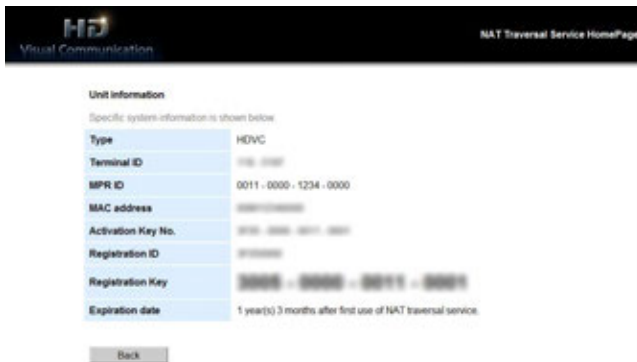 HD
Visual Communication
NAT Traversal Service HomePage
Unit Information
Specific system information is shown below.
Type HDVC
Terminal ID
MPR ID 0011 - 0000 - 1234 - 0000
MAC address
Activation Key No.
Registration ID
Registration Key
Expiration date 1 year(s) 3 months after first use of NAT traversal service.
Back